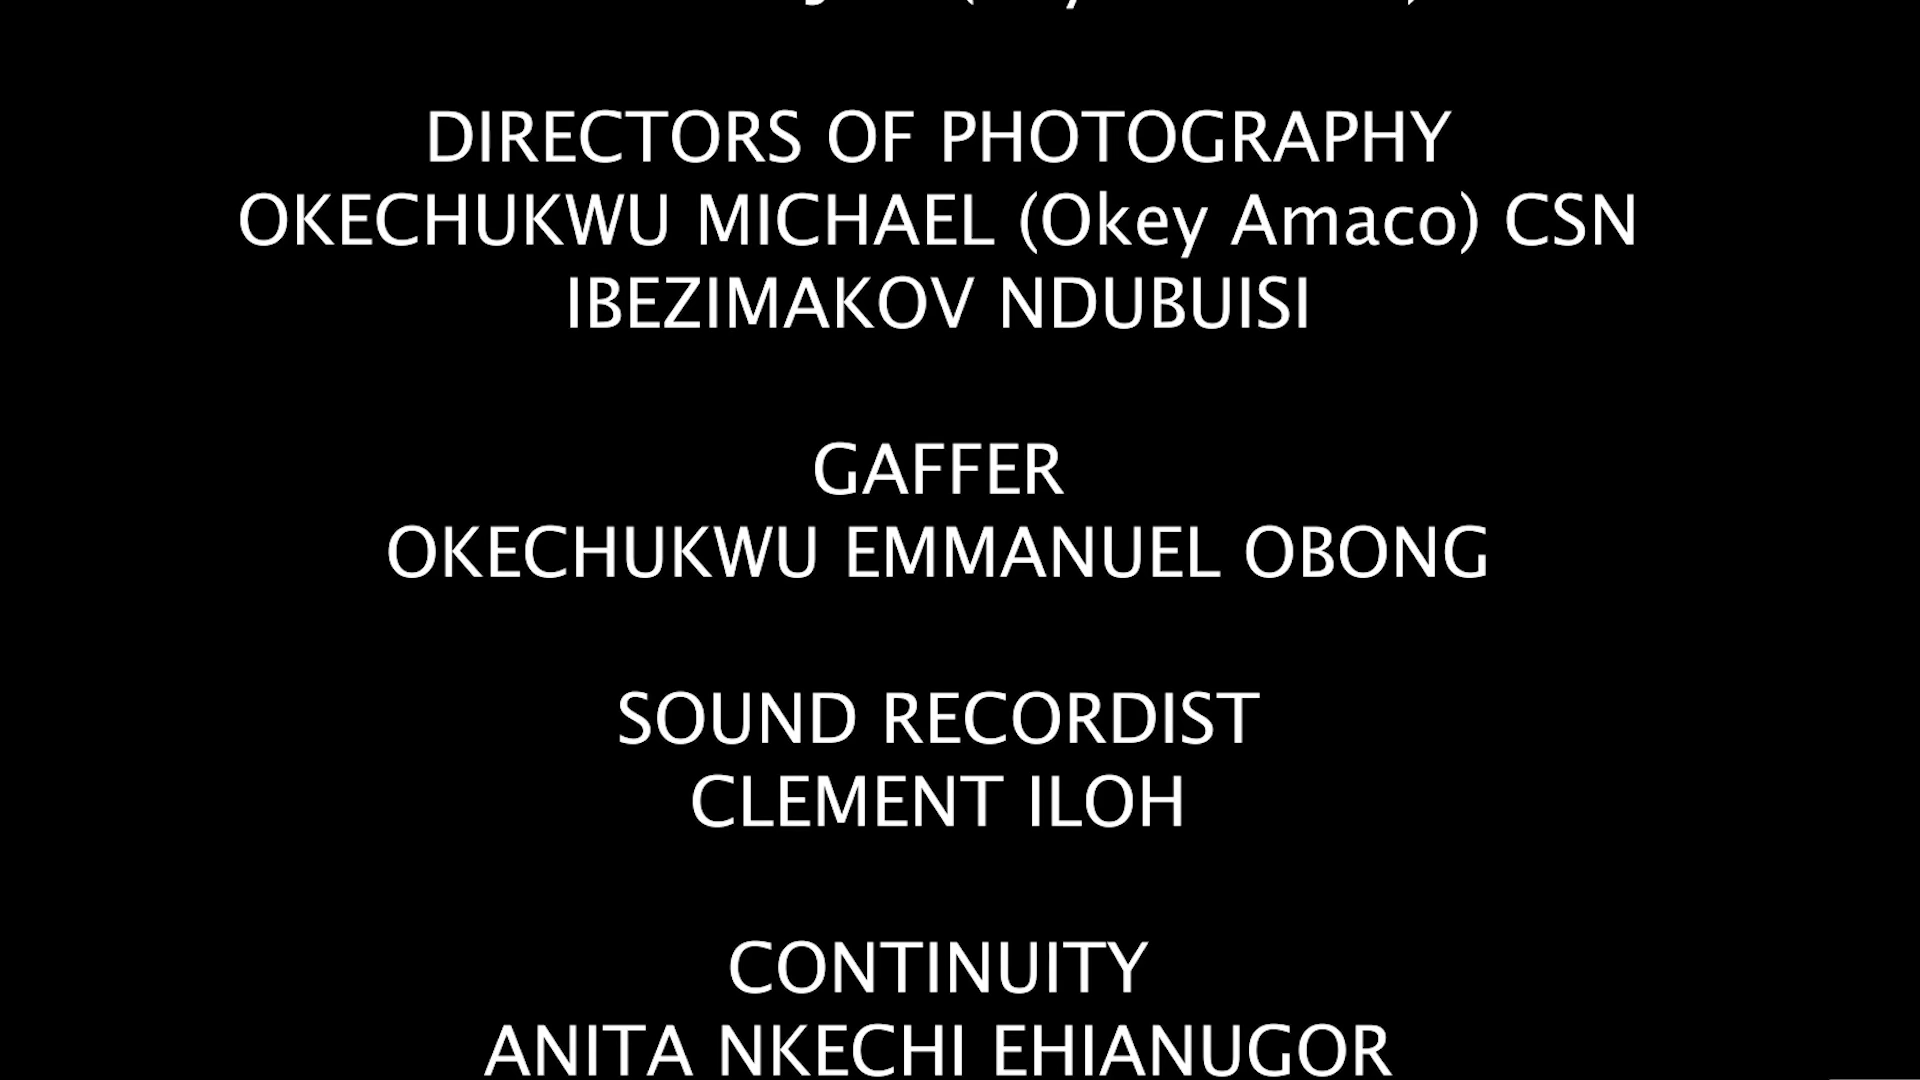 DIRECTORS OF PHOTOGRAPHY
OKECHUKWU MICHAEL (Okey Amaco) CSN
IBEZIMAKOV NDUBUISI
GAFFER
OKECHUKWU EMMANUEL OBONG
SOUND RECORDIST
CLEMENT ILOH
CONTINUITY
ANITA NKECHI EHIANUGOR